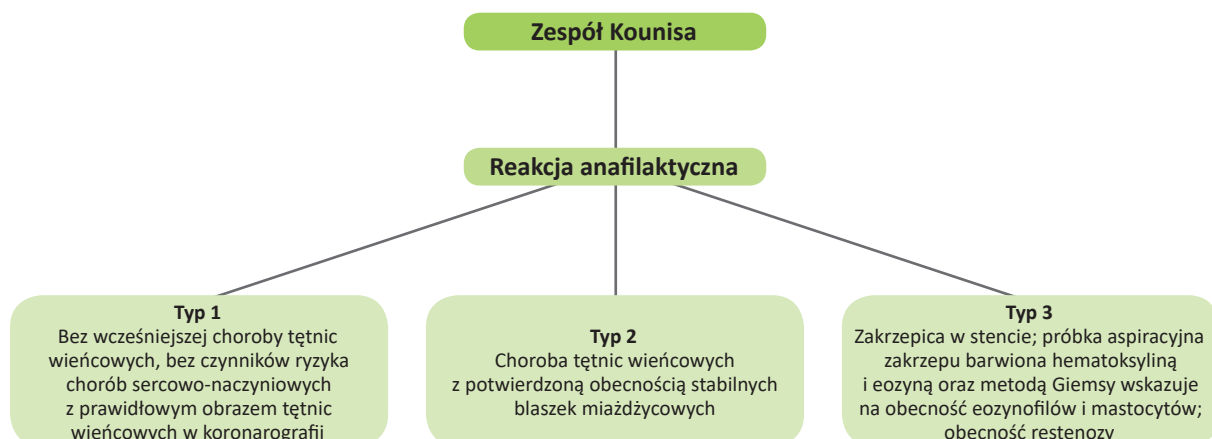 Zespół Kounisa
Reakcja anafilaktyczna
Typ 1
Bez wcześniejszej choroby tętnic
wieńcowych, bez czynników ryzyka
chorób sercowo-naczyniowych
z prawidłowym obrazem tętnic
wieńcowych w koronarografii
Typ 2
Choroba tętnic wieńcowych
z potwierdzoną obecnością stabilnych
blaszek miażdżycowych
Typ 3
Zakrzepica w stencie; próbka aspiracyjna
zakrzepu barwiona hematoksyliną
i eozyną oraz metodą Giemsy wskazuje
na obecność eozynofilów i mastocytów;
obecność restenozy